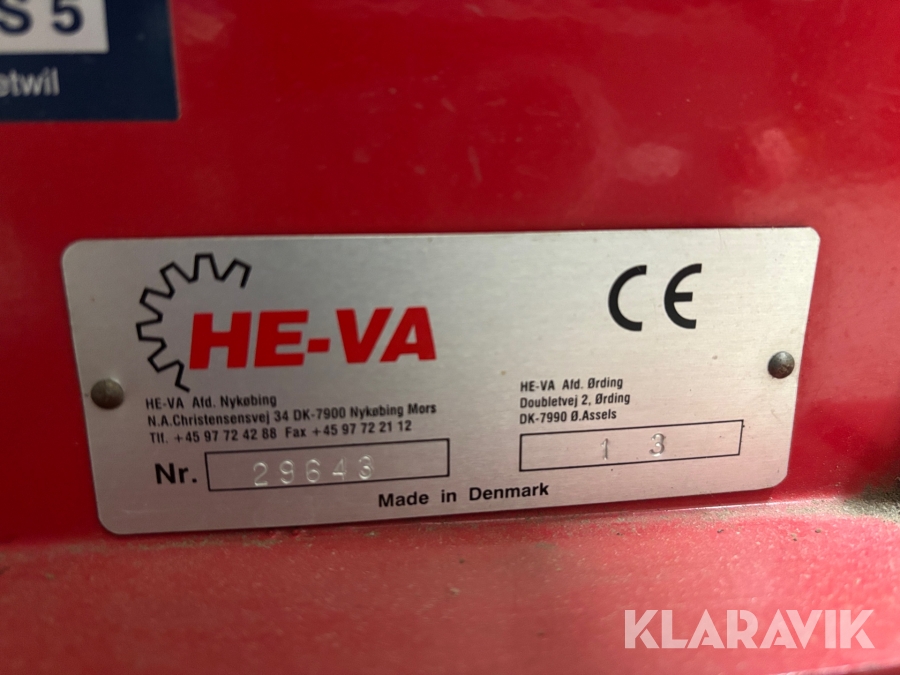 S 5
etwil
HE-VA
CE
HE-VA Afd. Nykøbing
N.A.Christensensvej 34 DK-7900 Nykøbing Mors
Tlf. +45 97 72 42 88 Fax +45 97 72 21 12
HE-VA Afd. Ørding
Doubletvej 2, Ørding
DK-7990 Ø.Assels
Nr. 29643
1 3
Made in Denmark
KLARAVIK